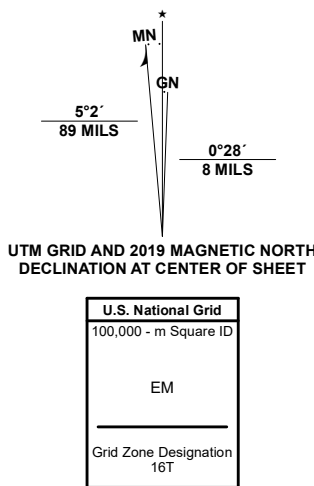 ★
MN
GN
5°2´
89 MILS
0°28´
8 MILS
UTM GRID AND 2019 MAGNETIC NORTH
DECLINATION AT CENTER OF SHEET
U.S. National Grid
100,000 - m Square ID
EM
Grid Zone Designation
16T